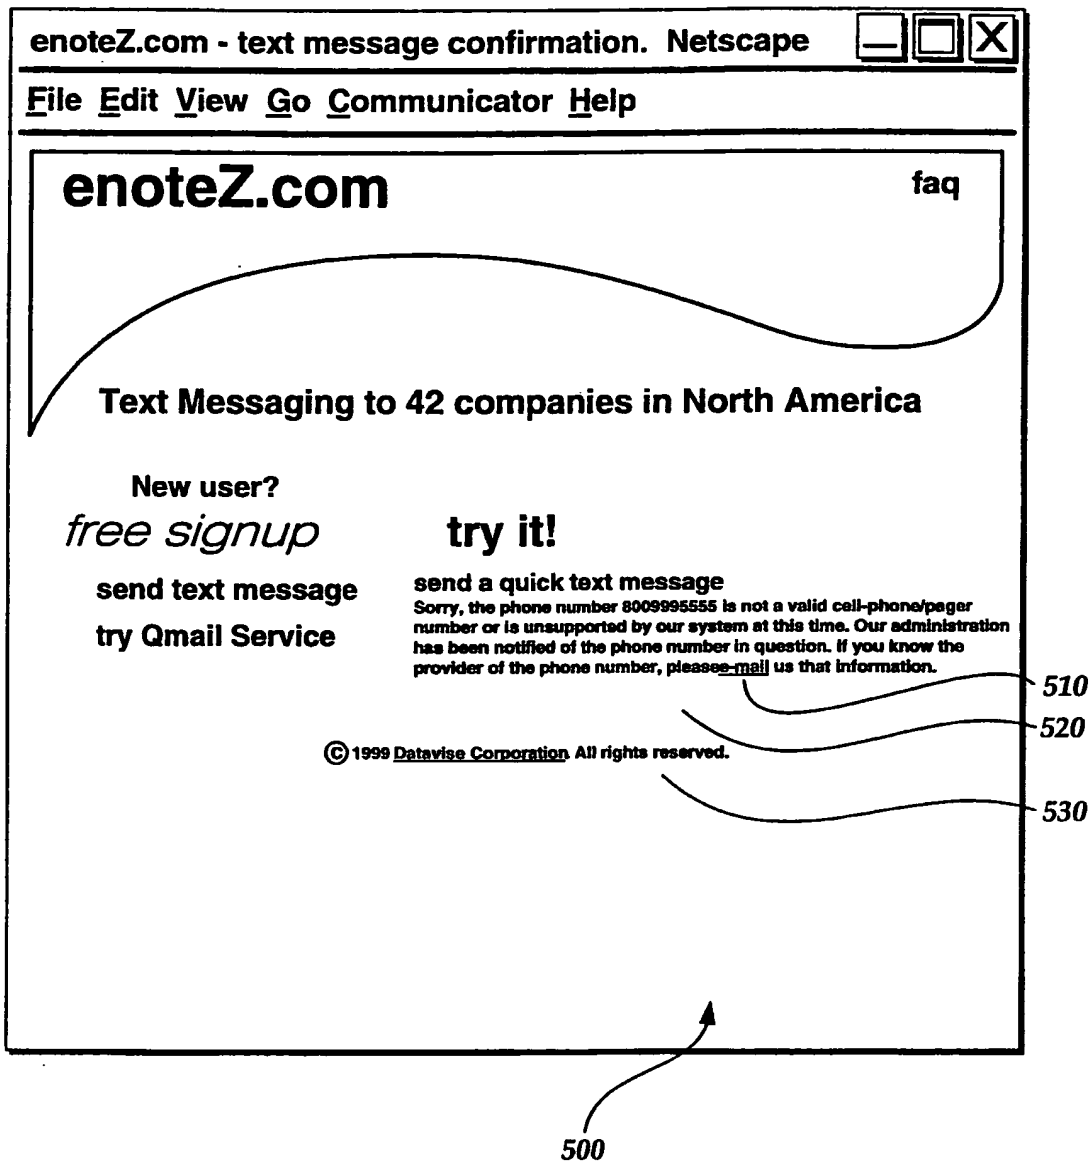 enoteZ.com - text message confirmation. Netscape
File Edit View Go Communicator Help
enoteZ.com
faq
Text Messaging to 42 companies in North America
New user?
free signup
send text message
try Qmail Service
try it!
send a quick text message
Sorry, the phone number 8009995555 is not a valid cell-phone/pager
number or is unsupported by our system at this time. Our administration
has been notified of the phone number in question. If you know the
provider of the phone number, pleasee-mail us that information.
510
520
© 1999 Datavise Corporation. All rights reserved.
530
500